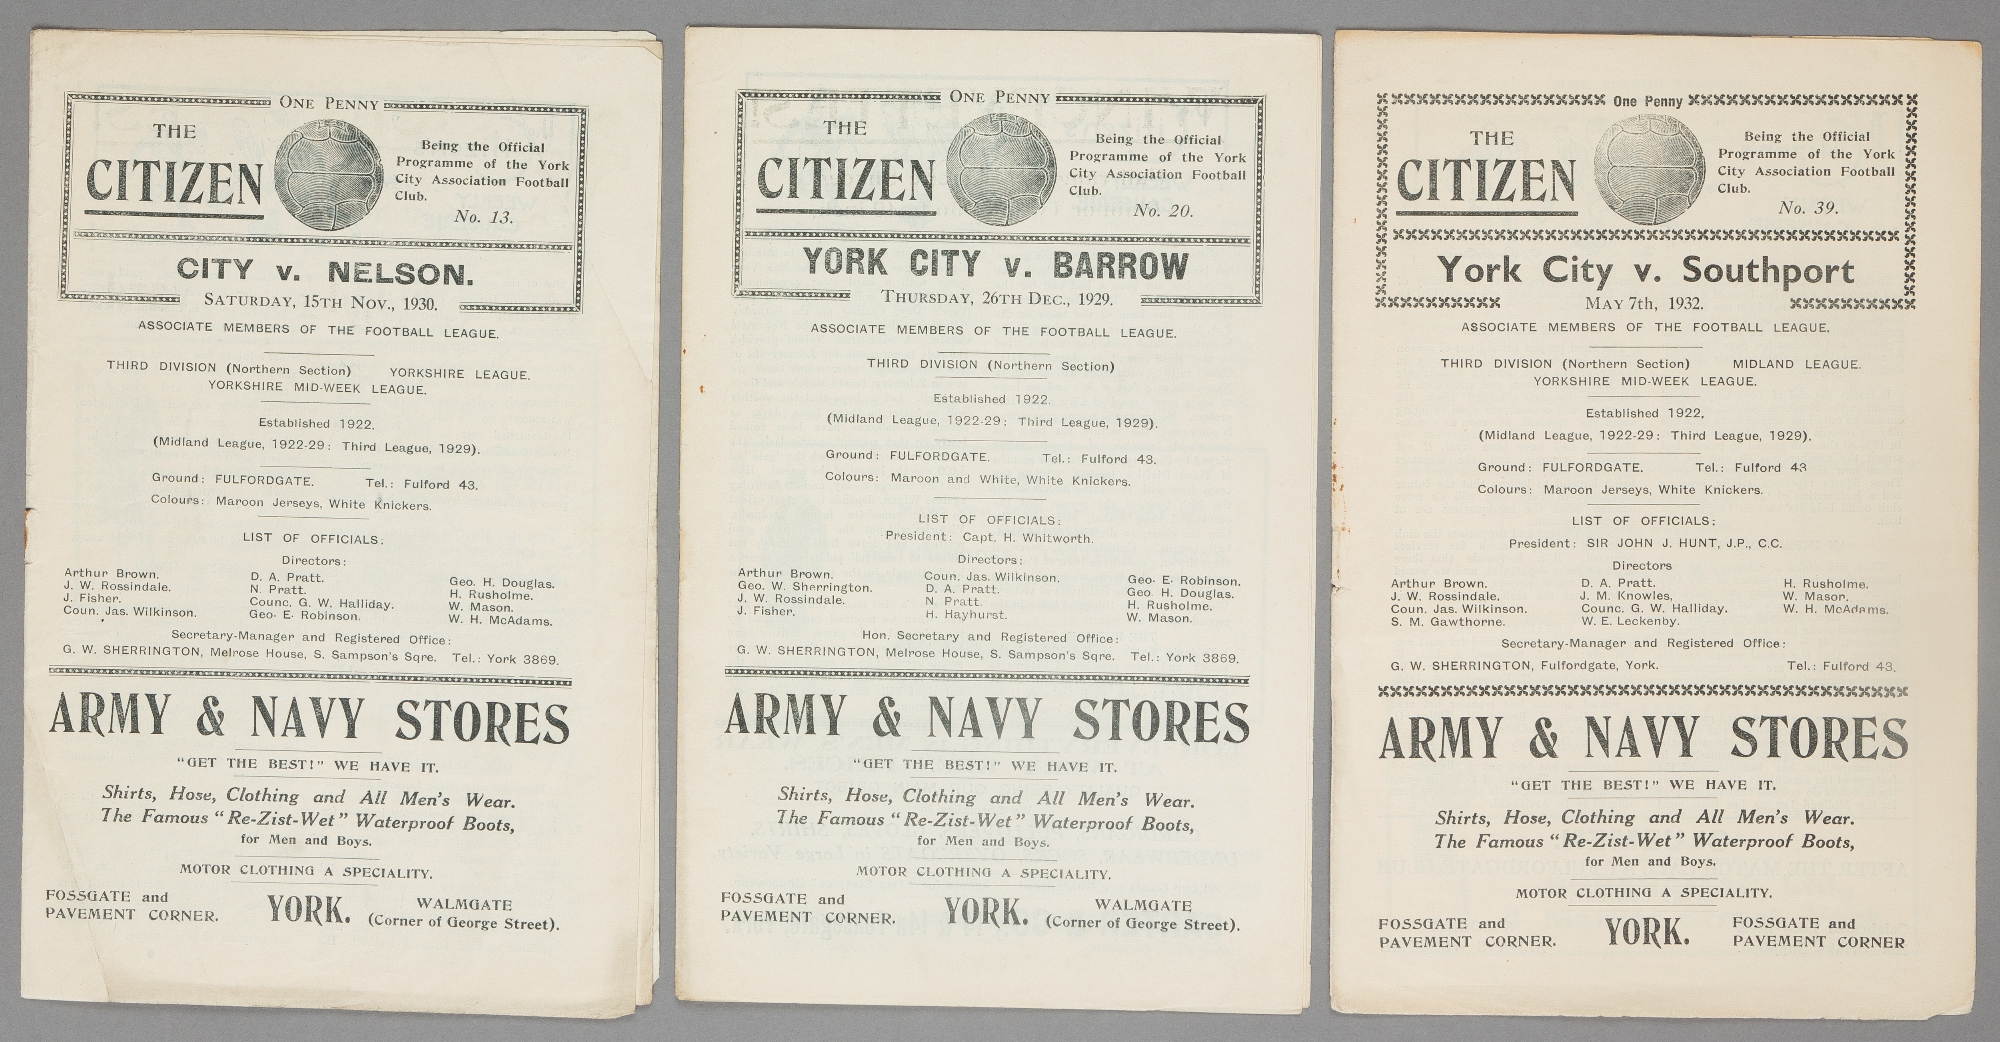 ONE PENNY
THE
CITIZEN
Being the Official
Programme of the York
City Association Football
Club.
No. 13.
CITY v. NELSON.
SATURDAY, 15TH NOV., 1930.
ASSOCIATE MEMBERS OF THE FOOTBALL LEAGUE.
THIRD DIVISION (Northern Section) YORKSHIRE LEAGUE.
YORKSHIRE MID-WEEK LEAGUE.
Established 1922.
(Midland League, 1922-29: Third League, 1929).
Ground: FULFORDGATE. Tel.: Fulford 43.
Colours: Maroon Jerseys, White Knickers.
LIST OF OFFICIALS:
Directors:
Arthur Brown.
J. W. Rossindale.
J. Fisher.
Coun. Jas. Wilkinson.
D. A. Pratt.
N. Pratt.
Counc. G. W. Halliday.
Geo. E. Robinson.
Geo. H. Douglas.
H. Rusholme.
W. Mason.
W. H. McAdams.
Secretary-Manager and Registered Office:
G. W. SHERRINGTON, Melrose House, S. Sampson's Sqre. Tel.: York 3869.
ARMY & NAVY STORES
"GET THE BEST!" WE HAVE IT.
Shirts, Hose, Clothing and All Men's Wear.
The Famous "Re-Zist-Wet" Waterproof Boots,
for Men and Boys.
MOTOR CLOTHING A SPECIALITY.
FOSSGATE and
PAVEMENT CORNER.
YORK.
WALMGATE
(Corner of George Street).
ONE PENNY
THE
CITIZEN
Being the Official
Programme of the York
City Association Football
Club.
No. 20.
YORK CITY v. BARROW
THURSDAY, 26TH DEC., 1929.
ASSOCIATE MEMBERS OF THE FOOTBALL LEAGUE.
THIRD DIVISION (Northern Section)
Established 1922.
(Midland League, 1922-29: Third League, 1929).
Ground: FULFORDGATE. Tel.: Fulford 43.
Colours: Maroon and White, White Knickers.
LIST OF OFFICIALS:
President: Capt. H. Whitworth.
Directors:
Arthur Brown.
Geo. W. Sherrington.
J. W. Rossindale.
J. Fisher.
Coun. Jas. Wilkinson.
D. A. Pratt.
N. Pratt.
H. Hayhurst.
Geo. E. Robinson.
Geo. H. Douglas.
H. Rusholme.
W. Mason.
Hon. Secretary and Registered Office:
G. W. SHERRINGTON, Melrose House, S. Sampson's Sqre. Tel.: York 3869.
ARMY & NAVY STORES
"GET THE BEST!" WE HAVE IT.
Shirts, Hose, Clothing and All Men's Wear.
The Famous "Re-Zist-Wet" Waterproof Boots,
for Men and Boys.
MOTOR CLOTHING A SPECIALITY.
FOSSGATE and
PAVEMENT CORNER.
YORK.
WALMGATE
(Corner of George Street).
One Penny
THE
CITIZEN
Being the Official
Programme of the York
City Association Football
Club.
No. 39.
York City v. Southport
MAY 7th, 1932.
ASSOCIATE MEMBERS OF THE FOOTBALL LEAGUE.
THIRD DIVISION (Northern Section) MIDLAND LEAGUE.
YORKSHIRE MID-WEEK LEAGUE.
Established 1922.
(Midland League, 1922-29: Third League, 1929).
Ground: FULFORDGATE. Tel.: Fulford 43
Colours: Maroon Jerseys, White Knickers.
LIST OF OFFICIALS:
President: SIR JOHN J. HUNT, J.P., C.C.
Directors
Arthur Brown.
J. W. Rossindale.
Coun. Jas. Wilkinson.
S. M. Gawthorne.
D. A. Pratt.
J. M. Knowles,
Counc. G. W. Halliday.
W. E. Leckenby.
H. Rusholme.
W. Mason.
W. H. McAdams.
Secretary-Manager and Registered Office:
G. W. SHERRINGTON, Fulfordgate, York. Tel.: Fulford 43.
ARMY & NAVY STORES
"GET THE BEST!" WE HAVE IT.
Shirts, Hose, Clothing and All Men's Wear.
The Famous "Re-Zist-Wet" Waterproof Boots,
for Men and Boys.
MOTOR CLOTHING A SPECIALITY.
FOSSGATE and
PAVEMENT CORNER.
YORK.
FOSSGATE and
PAVEMENT CORNER